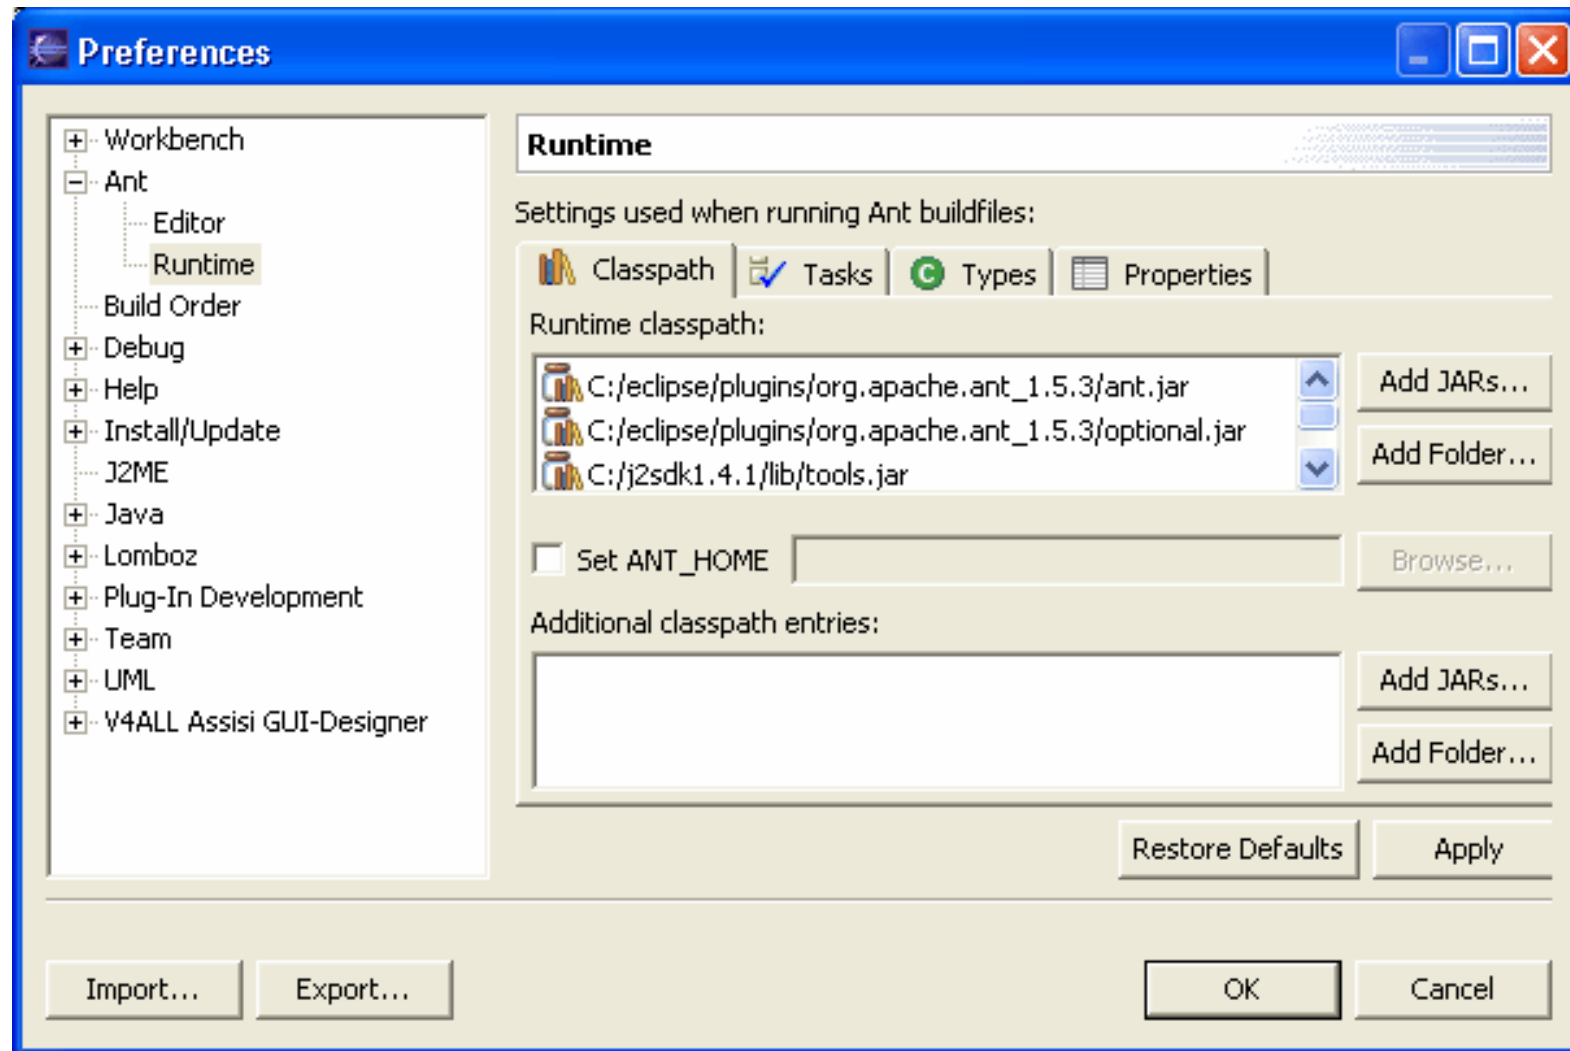 Preferences
Workbench
Ant
Editor
Runtime
Build Order
Debug
Help
Install/Update
J2ME
Java
Lomboz
Plug-In Development
Team
UML
V4ALL Assisi GUI-Designer
Runtime
Settings used when running Ant buildfiles:
Classpath Tasks Types Properties
Runtime classpath:
C:/eclipse/plugins/org.apache.ant_1.5.3/ant.jar
C:/eclipse/plugins/org.apache.ant_1.5.3/optional.jar
C:/j2sdk1.4.1/lib/tools.jar
Add JARs...
Add Folder...
Set ANT_HOME
Browse...
Additional classpath entries:
Add JARs...
Add Folder...
Restore Defaults Apply
Import... Export... OK Cancel